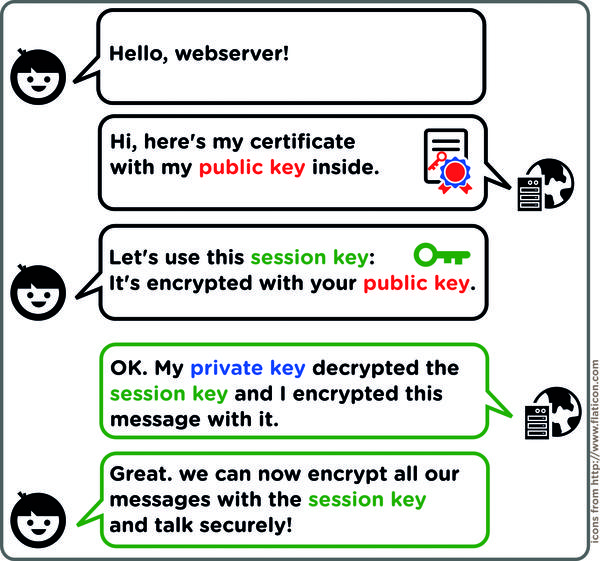 Hello, webserver!
Hi, here's my certificate
with my public key inside.
Let's use this session key:
It's encrypted with your public key.
OK. My private key decrypted the
session key and I encrypted this
message with it.
Great. we can now encrypt all our
messages with the session key
and talk securely!
icons from http://www.flaticon.com